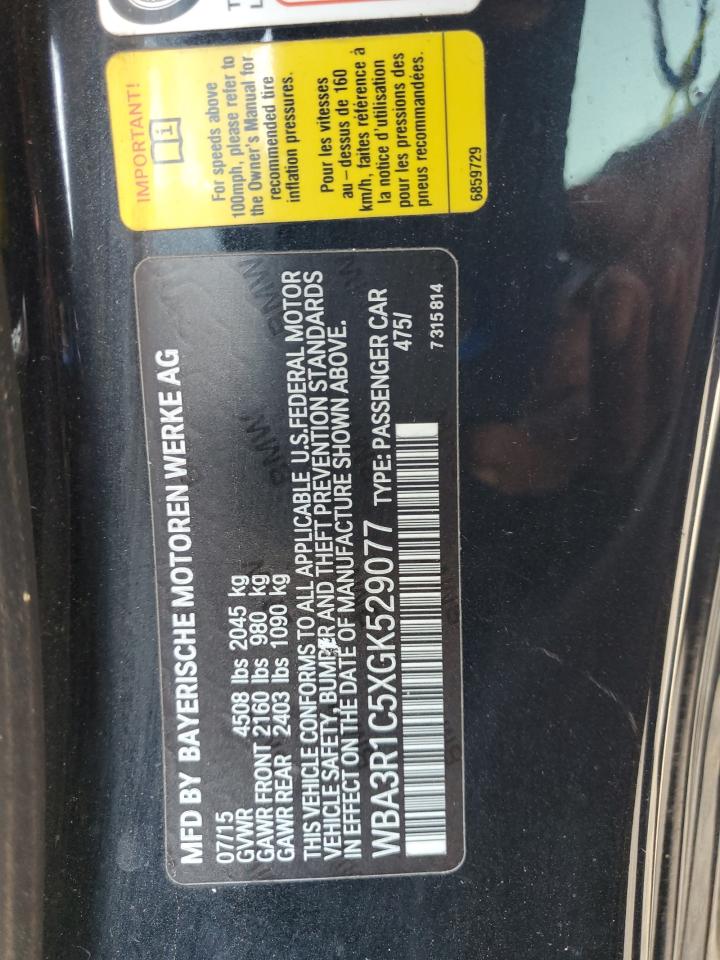 IMPORTANT!
For speeds above
100mph, please refer to
the Owner's Manual for
recommended tire
inflation pressures.
Pour les vitesses
au - dessus de 160
km/h, faites référence à
la notice d'utilisation
pour les pressions des
pneus recommandées.
6859729
MFD BY BAYERISCHE MOTOREN WERKE AG
07/15
GVWR 4508 lbs 2045 kg
GAWR FRONT 2160 lbs 980 kg
GAWR REAR 2403 lbs 1090 kg
THIS VEHICLE CONFORMS TO ALL APPLICABLE U.S.FEDERAL MOTOR
VEHICLE SAFETY, BUMPER AND THEFT PREVENTION STANDARDS
IN EFFECT ON THE DATE OF MANUFACTURE SHOWN ABOVE.
WBA3R1C5XGK529077 TYPE: PASSENGER CAR
475/
7315814